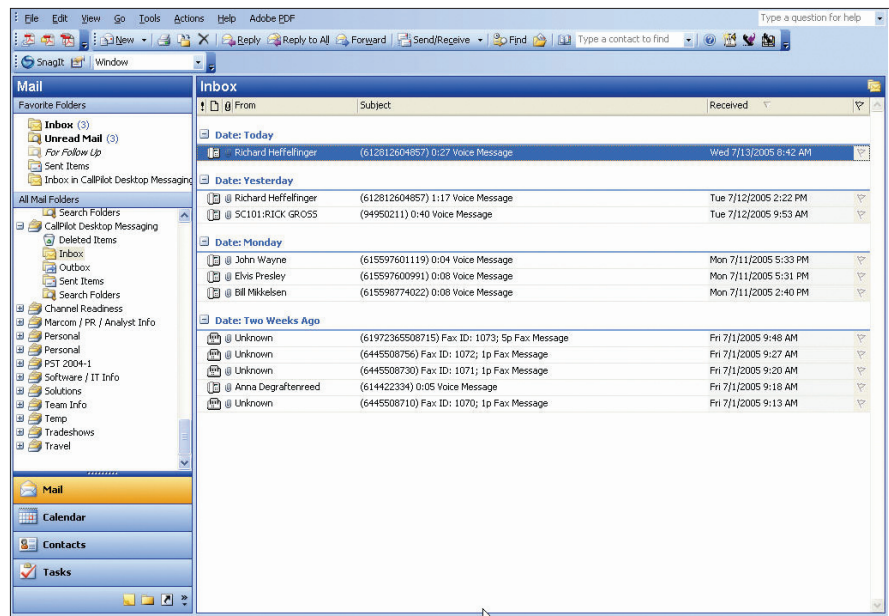 File Edit View Go Tools Actions Help Adobe PDF Type a question for help
New Reply Reply to All Forward Send/Receive Find Type a contact to find
SnagIt Window
Mail
Favorite Folders
Inbox (3)
Unread Mail (3)
For Follow Up
Sent Items
Inbox in CallPilot Desktop Messaging
All Mail Folders
Search Folders
CallPilot Desktop Messaging
Deleted Items
Inbox
Outbox
Sent Items
Search Folders
Channel Readiness
Marcom / PR / Analyst Info
Personal
Personal
PST 2004-1
Software / IT Info
Solutions
Team Info
Temp
Tradeshows
Travel
Mail
Calendar
Contacts
Tasks
Inbox
From Subject Received
Date: Today
Richard Heffelfinger (612812604857) 0:27 Voice Message Wed 7/13/2005 8:42 AM
Date: Yesterday
Richard Heffelfinger (612812604857) 1:17 Voice Message Tue 7/12/2005 2:22 PM
SC101:RICK GROSS (94950211) 0:40 Voice Message Tue 7/12/2005 9:53 AM
Date: Monday
John Wayne (615597601119) 0:04 Voice Message Mon 7/11/2005 5:33 PM
Elvis Presley (615597600991) 0:08 Voice Message Mon 7/11/2005 5:31 PM
Bill Mikkelsen (615598774022) 0:08 Voice Message Mon 7/11/2005 2:40 PM
Date: Two Weeks Ago
Unknown (61972365508715) Fax ID: 1073; 5p Fax Message Fri 7/1/2005 9:48 AM
Unknown (6445508756) Fax ID: 1072; 1p Fax Message Fri 7/1/2005 9:27 AM
Unknown (6445508730) Fax ID: 1071; 1p Fax Message Fri 7/1/2005 9:20 AM
Anna Degraftenreed (614422334) 0:05 Voice Message Fri 7/1/2005 9:18 AM
Unknown (6445508710) Fax ID: 1070; 1p Fax Message Fri 7/1/2005 9:13 AM